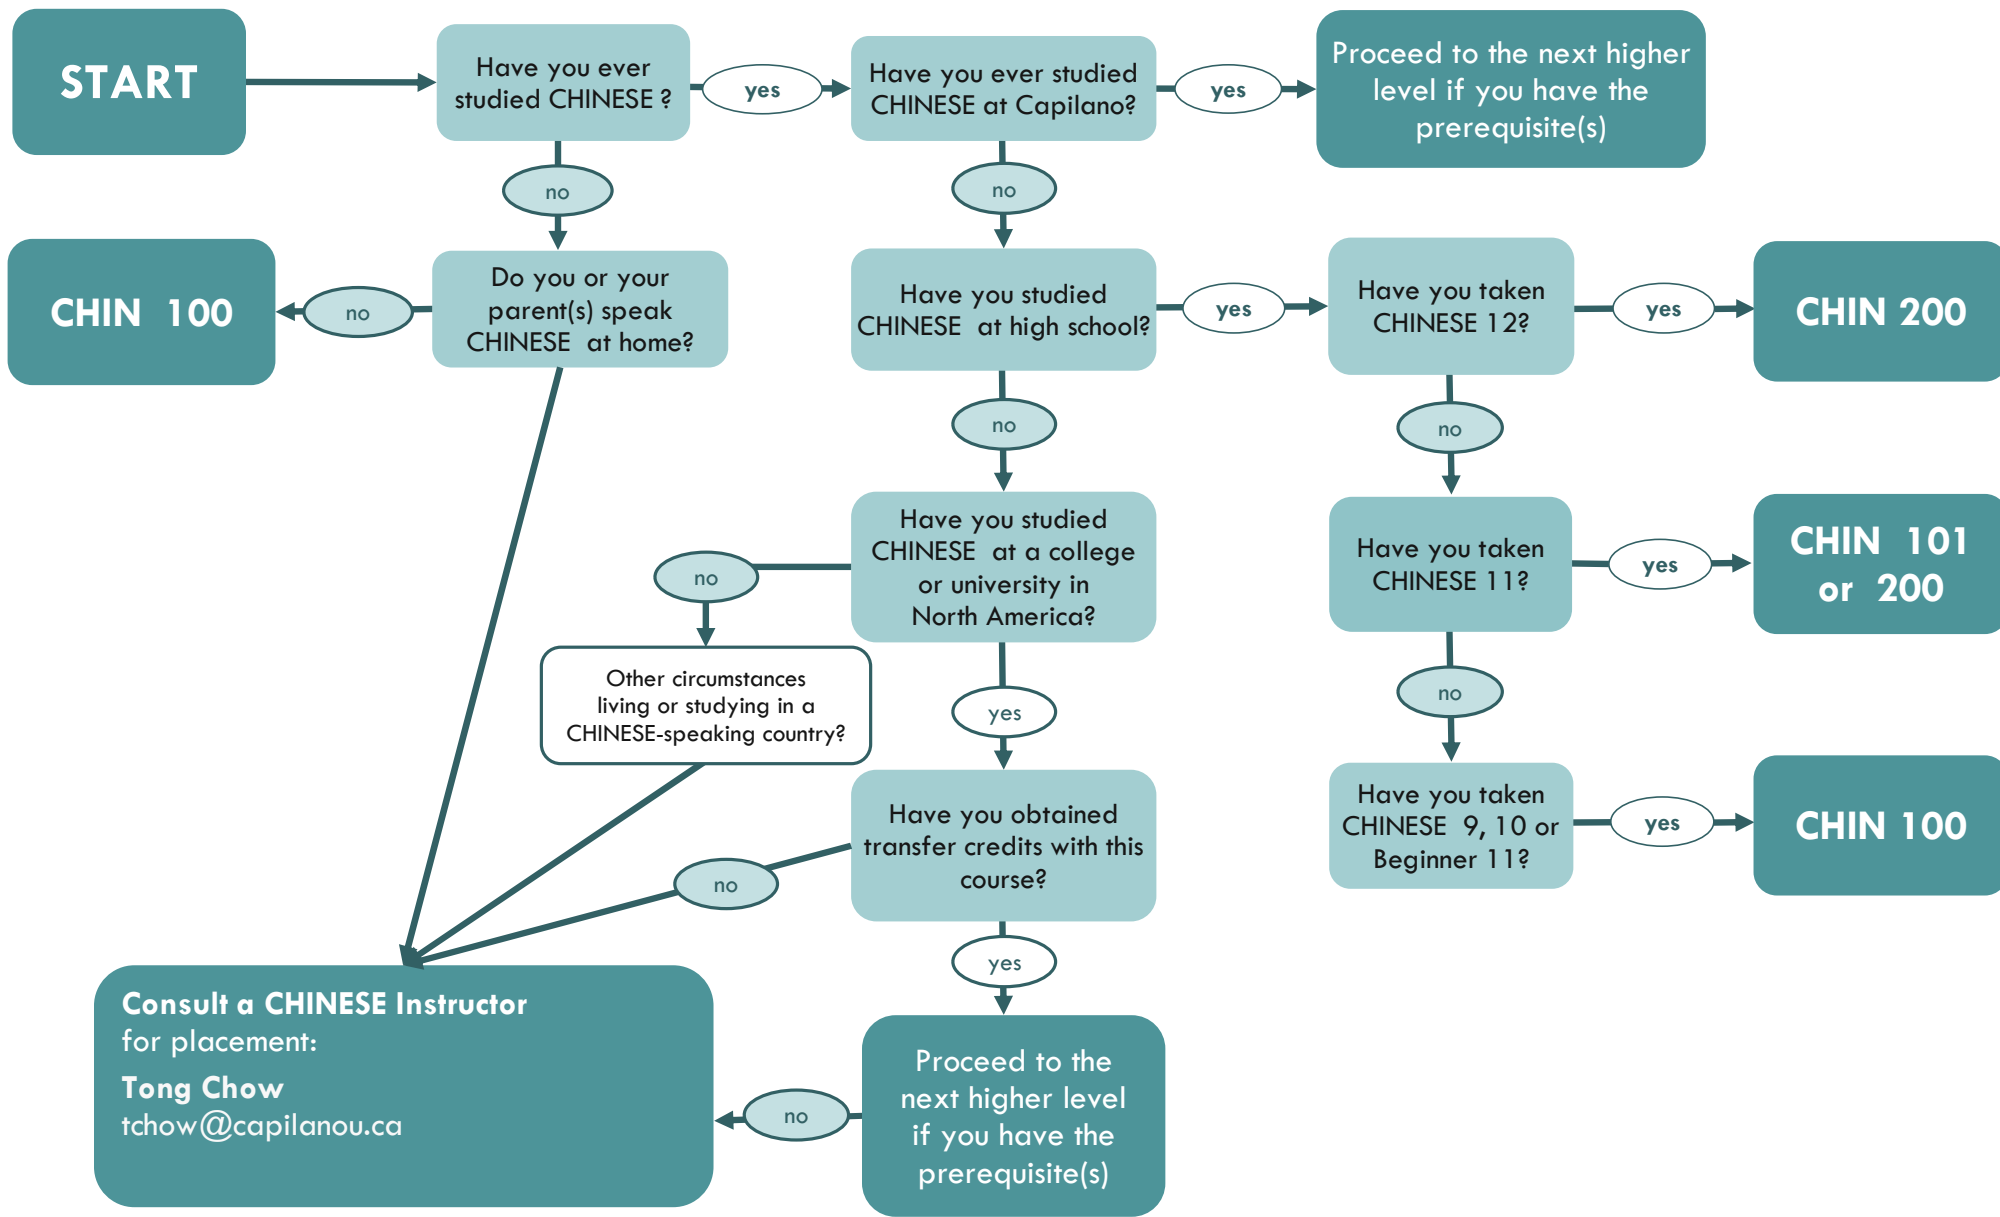 START
Have you ever
studied CHINESE ?
yes
Have you ever studied
CHINESE at Capilano?
yes
Proceed to the next higher
level if you have the
prerequisite(s)
no
no
CHIN 100
no
Do you or your
parent(s) speak
CHINESE at home?
Have you studied
CHINESE at high school?
yes
Have you taken
CHINESE 12?
yes
CHIN 200
no
no
Have you studied
CHINESE at a college
or university in
North America?
no
Have you taken
CHINESE 11?
yes
CHIN 101
or 200
Other circumstances
living or studying in a
CHINESE-speaking country?
yes
no
Have you obtained
transfer credits with this
course?
no
Have you taken
CHINESE 9, 10 or
Beginner 11?
yes
CHIN 100
yes
Consult a CHINESE Instructor
for placement:
Tong Chow
tchow@capilanou.ca
no
Proceed to the
next higher level
if you have the
prerequisite(s)